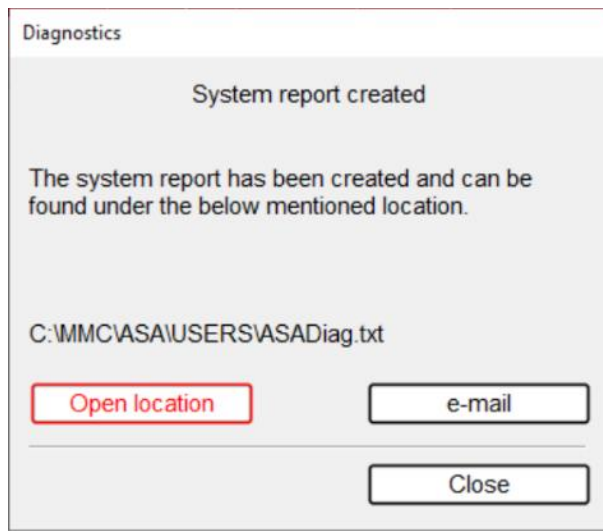 Diagnostics
System report created
The system report has been created and can be
found under the below mentioned location.
C:\MMC\ASA\USERS\ASADiag.txt
Open location
e-mail
Close